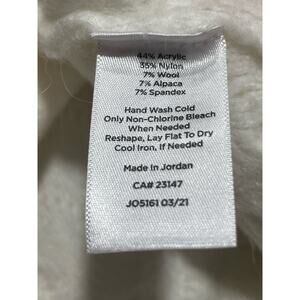 44% Acrylic
35% Nylon
7% Wool
7% Alpaca
7% Spandex
Hand Wash Cold
Only Non-Chlorine Bleach
When Needed
Reshape, Lay Flat To Dry
Cool Iron, If Needed
Made in Jordan
CA# 23147
JO5161 03/21